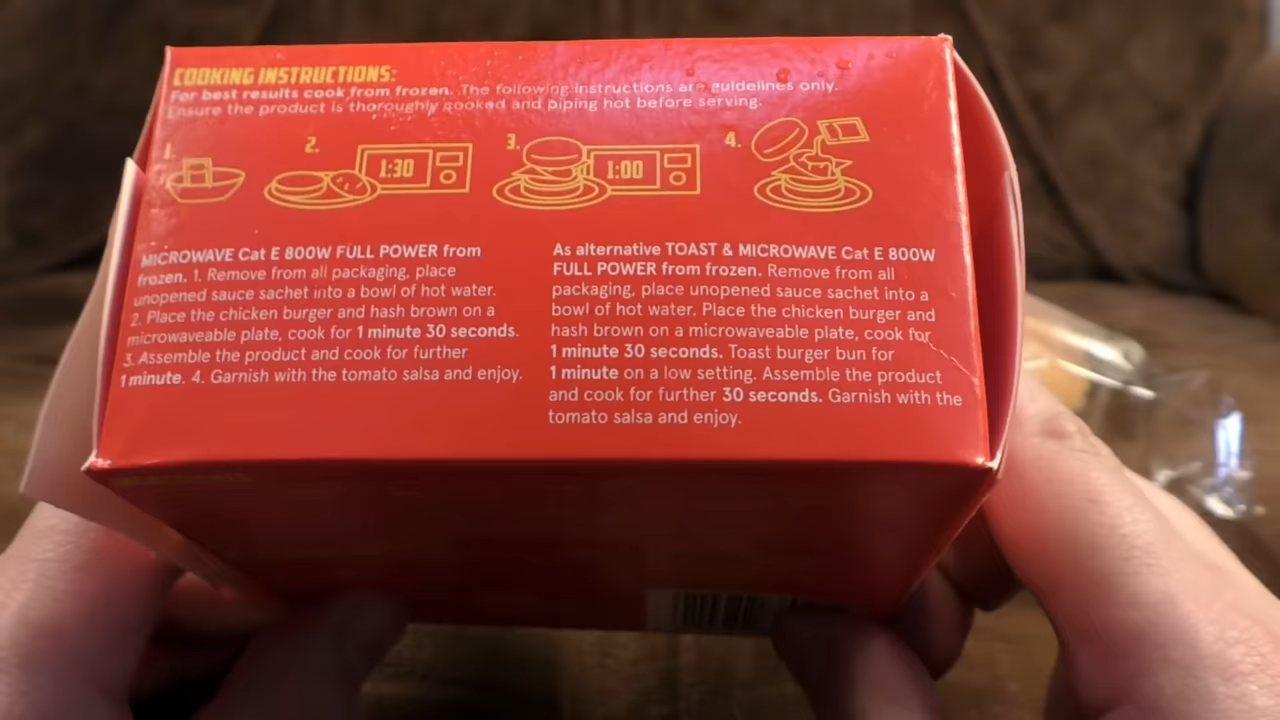 COOKING INSTRUCTIONS:
For best results cook from frozen. The following instructions are guidelines only.
Ensure the product is thoroughly cooked and piping hot before serving.
1.
2.
1:30
3.
1:00
4.
MICROWAVE Cat E 800W FULL POWER from
frozen. 1. Remove from all packaging, place
unopened sauce sachet into a bowl of hot water.
2. Place the chicken burger and hash brown on a
microwaveable plate, cook for 1 minute 30 seconds.
3. Assemble the product and cook for further
1 minute. 4. Garnish with the tomato salsa and enjoy.
As alternative TOAST & MICROWAVE Cat E 800W
FULL POWER from frozen. Remove from all
packaging, place unopened sauce sachet into a
bowl of hot water. Place the chicken burger and
hash brown on a microwaveable plate, cook for
1 minute 30 seconds. Toast burger bun for
1 minute on a low setting. Assemble the product
and cook for further 30 seconds. Garnish with the
tomato salsa and enjoy.